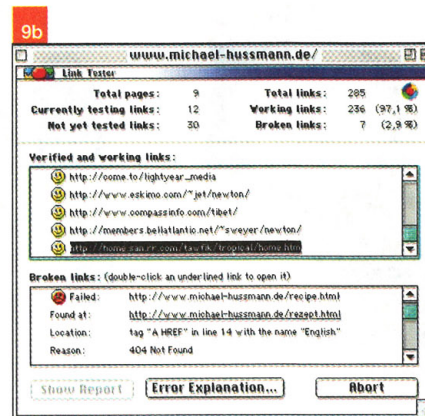 9b
www.michael-hussmann.de/
Link Tester
Total pages: 9 Total links: 285
Currently testing links: 12 Working links: 236 (97,1 %)
Not yet tested links: 30 Broken links: 7 (2,9 %)
Verified and working links:
http://come.to/lightyear_media
http://www.eskimo.com/~jet/newton/
http://www.compassinfo.com/tibet/
http://members.bellatlantic.net/~sweyer/newton/
Broken links: (double-click an underlined link to open it)
Failed: http://www.michael-hussmann.de/recipe.html
Found at: http://www.michael-hussmann.de/rezept.html
Location: tag "A HREF" in line 14 with the name "English"
Reason: 404 Not Found
Show Report Error Explanation... Abort